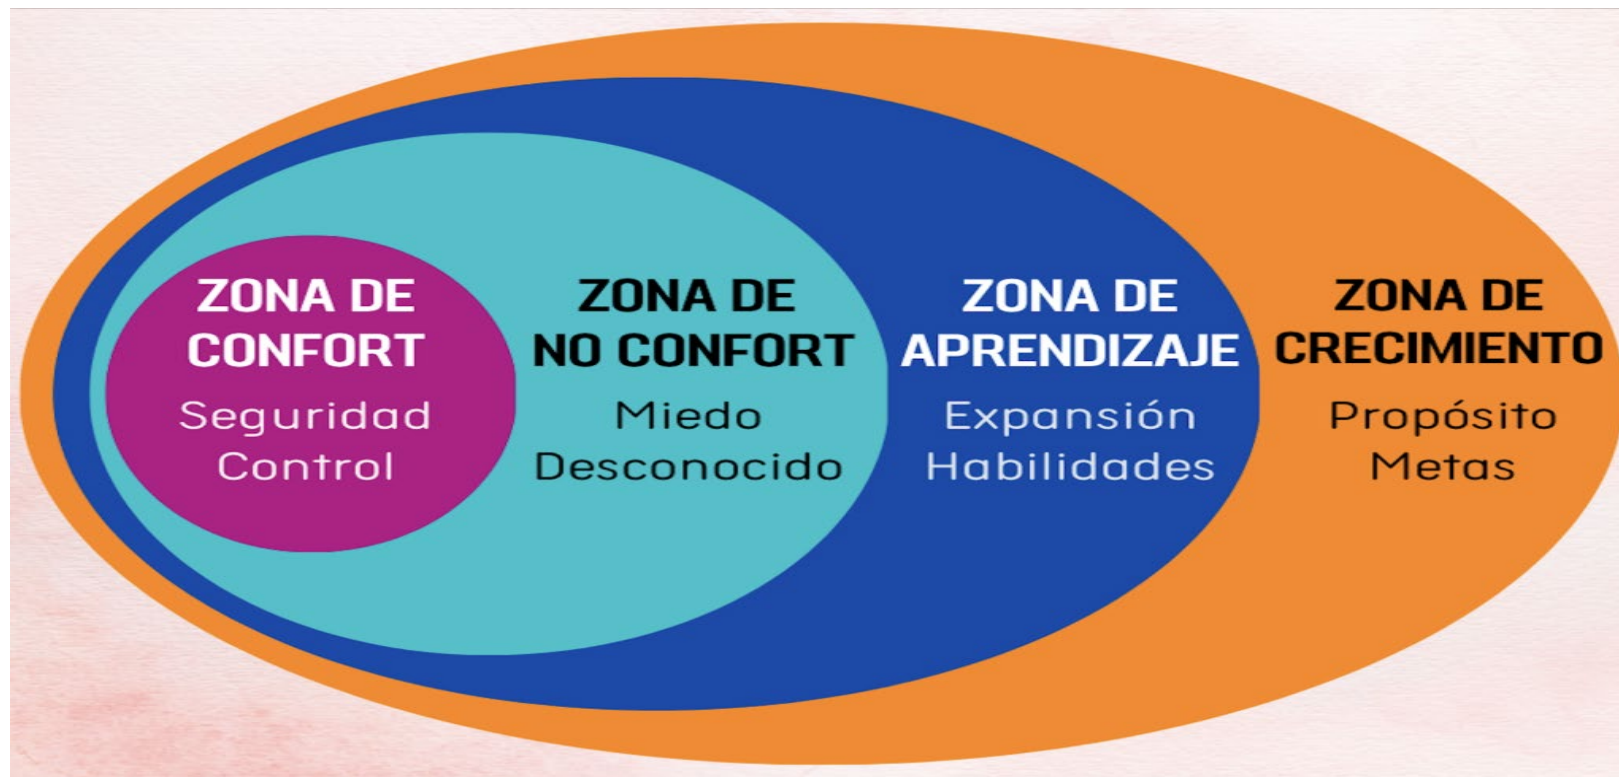 ZONA DE
CONFORT
Seguridad
Control
ZONA DE
NO CONFORT
Miedo
Desconocido
ZONA DE
APRENDIZAJE
Expansión
Habilidades
ZONA DE
CRECIMIENTO
Propósito
Metas